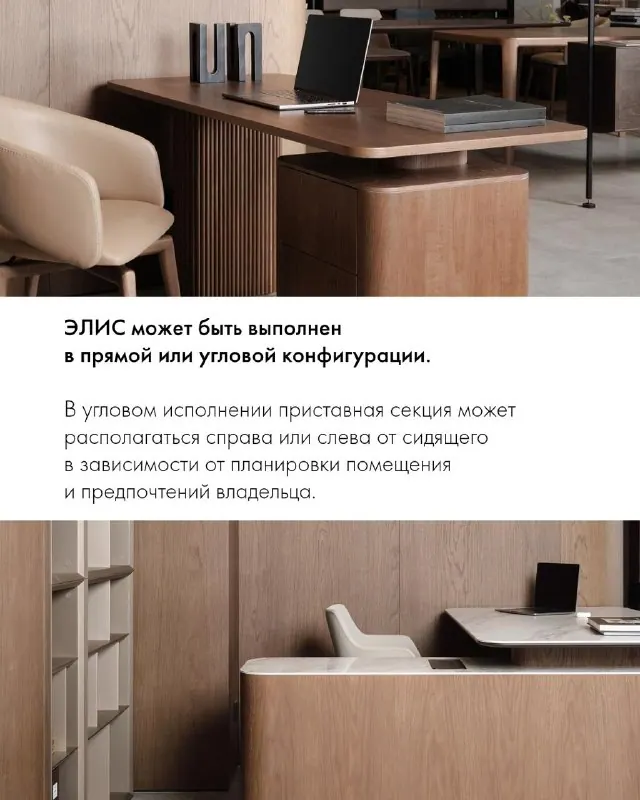 ЭЛИС может быть выполнен
в прямой или угловой конфигурации.
В угловом исполнении приставная секция может
располагаться справа или слева от сидящего
в зависимости от планировки помещения
и предпочтений владельца.